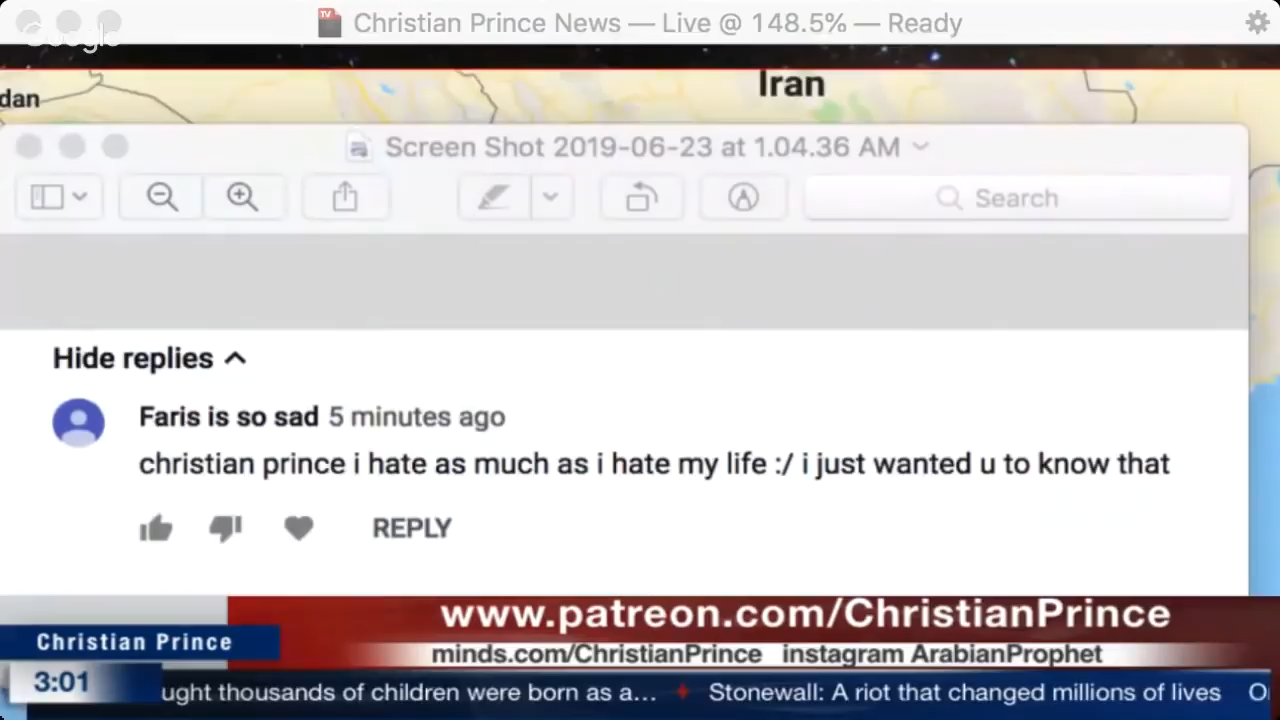 Christian Prince News — Live @ 148.5% — Ready
Google
Iran
dan
Screen Shot 2019-06-23 at 1.04.36 AM
Search
Hide replies
Faris is so sad 5 minutes ago
christian prince i hate as much as i hate my life :/ i just wanted u to know that
REPLY
www.patreon.com/ChristianPrince
Christian Prince
minds.com/ChristianPrince instagram ArabianProphet
3:01
ught thousands of children were born as a... Stonewall: A riot that changed millions of lives